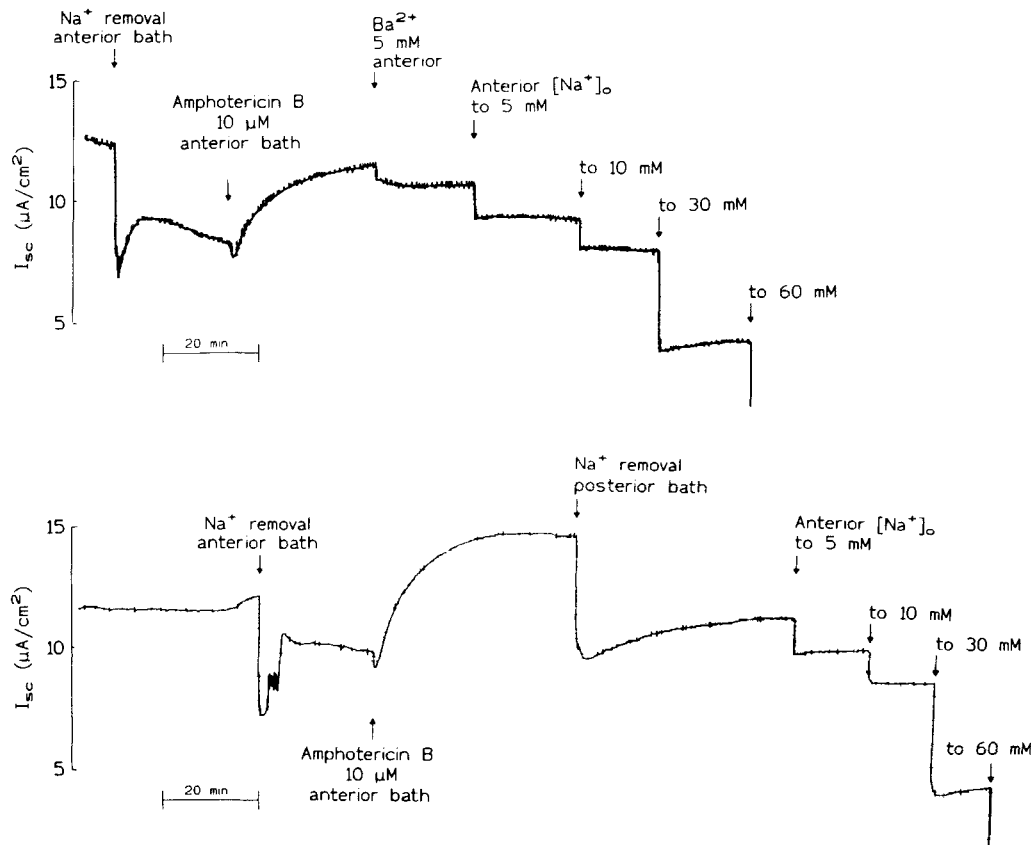 Na⁺ removal
anterior bath
Ba²⁺
5 mM
anterior
Anterior [Na⁺]ₒ
to 5 mM
Amphotericin B
10 µM
anterior bath
to 10 mM
to 30 mM
to 60 mM
15
10
5
I_sc (µA/cm²)
20 min
Na⁺ removal
posterior bath
Na⁺ removal
anterior bath
Anterior [Na⁺]ₒ
to 5 mM
to 10 mM
to 30 mM
to 60 mM
15
10
5
I_sc (µA/cm²)
Amphotericin B
10 µM
anterior bath
20 min